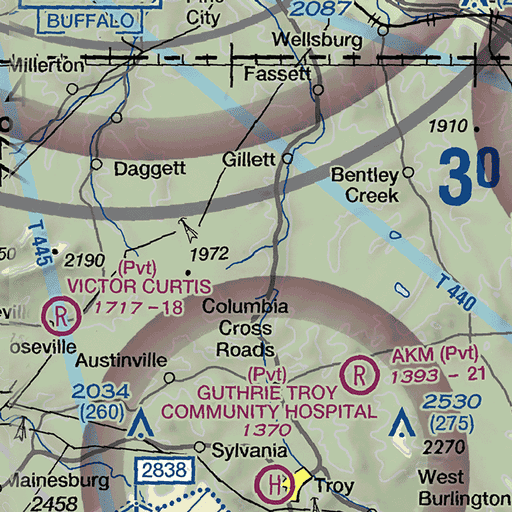 Pine
City
BUFFALO
2087
Wellsburg
Millerton
Fassett
1910
Gillett
Daggett
Bentley
Creek
30
T 445
50
2190
1972
(Pvt)
VICTOR CURTIS
1717 - 18
R
oseville
T 440
Columbia
Cross
Roads
AKM (Pvt)
1393 - 21
R
Austinville
(Pvt)
GUTHRIE TROY
COMMUNITY HOSPITAL
1370
2034
(260)
2530
(275)
2270
Sylvania
2838
Mainesburg
2458
H
Troy
West
Burlington